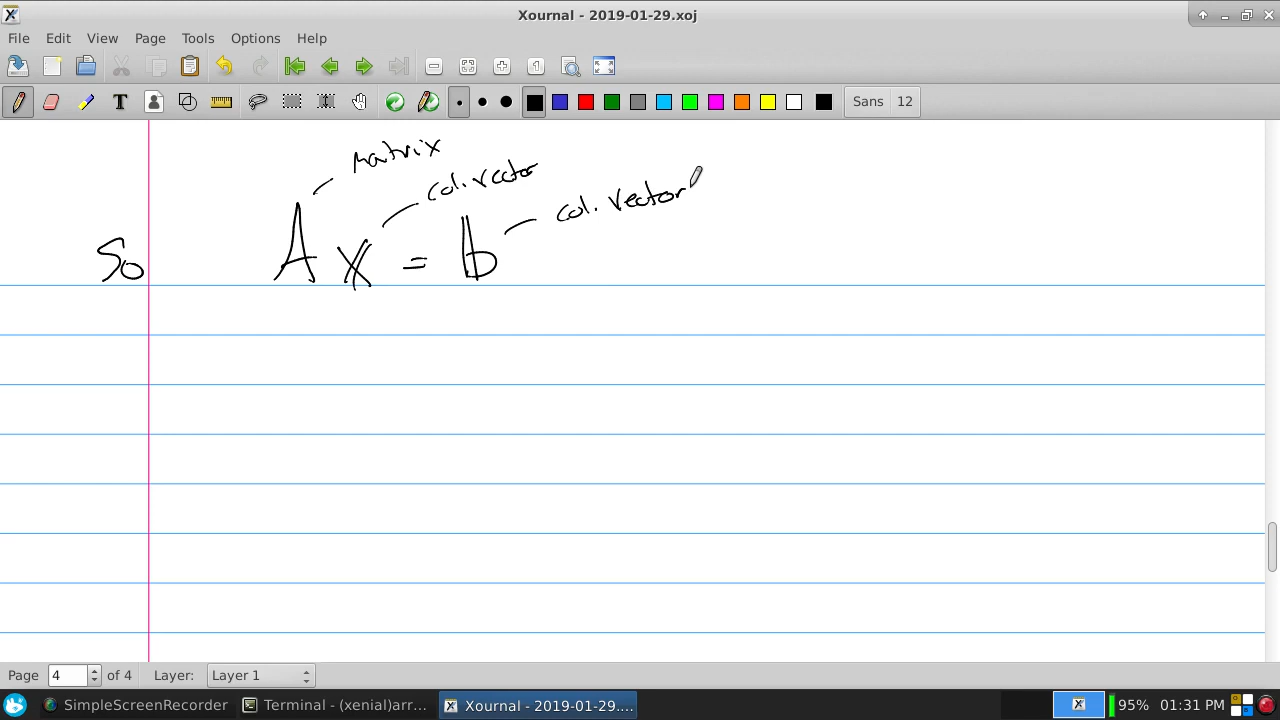 Xournal - 2019-01-29.xoj
File Edit View Page Tools Options Help
Sans 12
matrix
col. vector
col. vector
So A x = b
Page 4 of 4 Layer: Layer 1
SimpleScreenRecorder Terminal - (xenial)arr... Xournal - 2019-01-29.... 95% 01:31 PM